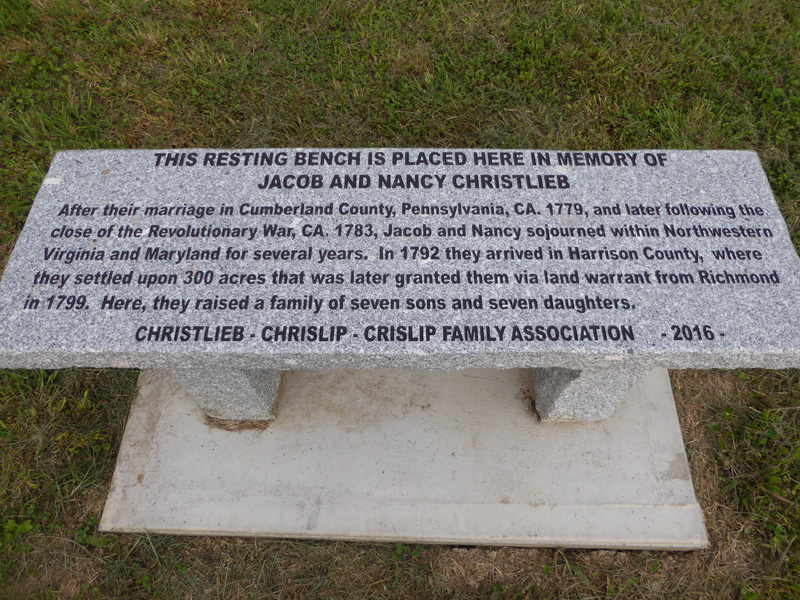 THIS RESTING BENCH IS PLACED HERE IN MEMORY OF
JACOB AND NANCY CHRISTLIEB
After their marriage in Cumberland County, Pennsylvania, CA. 1779, and later following the
close of the Revolutionary War, CA. 1783, Jacob and Nancy sojourned within Northwestern
Virginia and Maryland for several years. In 1792 they arrived in Harrison County, where
they settled upon 300 acres that was later granted them via land warrant from Richmond
in 1799. Here, they raised a family of seven sons and seven daughters.
CHRISTLIEB - CHRISLIP - CRISLIP FAMILY ASSOCIATION - 2016 -